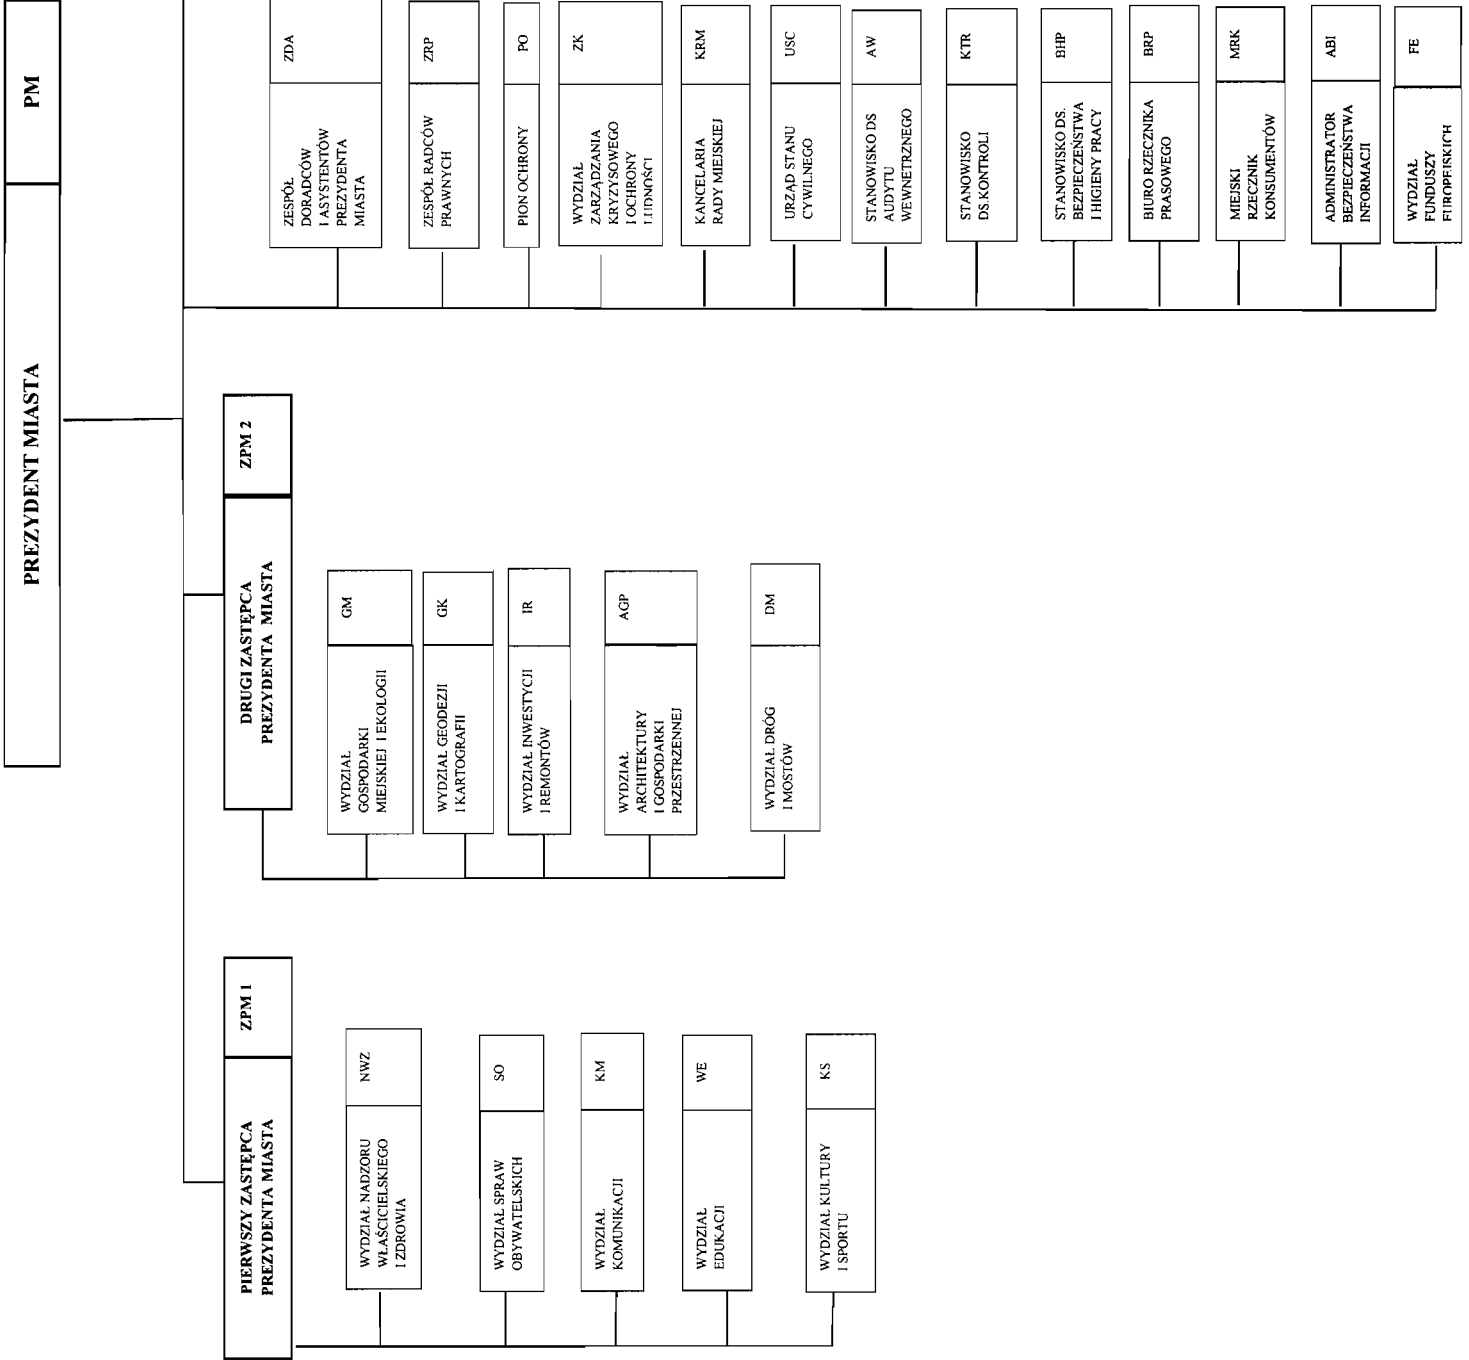 PREZYDENT MIASTA
PM
PIERWSZY ZASTĘPCA
PREZYDENTA MIASTA
ZPM 1
WYDZIAŁ NADZORU
WŁAŚCICIELSKIEGO
I ZDROWIA
NWZ
WYDZIAŁ SPRAW
OBYWATELSKICH
SO
WYDZIAŁ
KOMUNIKACJI
KM
WYDZIAŁ
EDUKACJI
WE
WYDZIAŁ KULTURY
I SPORTU
KS
DRUGI ZASTĘPCA
PREZYDENTA MIASTA
ZPM 2
WYDZIAŁ
GOSPODARKI
MIEJSKIEJ I EKOLOGII
GM
WYDZIAŁ GEODEZJI
I KARTOGRAFII
GK
WYDZIAŁ INWESTYCJI
I REMONTÓW
IR
WYDZIAŁ
ARCHITEKTURY
I GOSPODARKI
PRZESTRZENNEJ
AGP
WYDZIAŁ DRÓG
I MOSTÓW
DM
ZESPÓŁ
DORADCÓW
I ASYSTENTÓW
PREZYDENTA
MIASTA
ZDA
ZESPÓŁ RADCÓW
PRAWNYCH
ZRP
PION OCHRONY
PO
WYDZIAŁ
ZARZĄDZANIA
KRYZYSOWEGO
I OCHRONY
LUDNOŚCI
ZK
KANCELARIA
RADY MIEJSKIEJ
KRM
URZĄD STANU
CYWILNEGO
USC
STANOWISKO DS
AUDYTU
WEWNETRZNEGO
AW
STANOWISKO
DS.KONTROLI
KTR
STANOWISKO DS.
BEZPIECZEŃSTWA
I HIGIENY PRACY
BHP
BIURO RZECZNIKA
PRASOWEGO
BRP
MIEJSKI
RZECZNIK
KONSUMENTÓW
MRK
ADMINISTRATOR
BEZPIECZEŃSTWA
INFORMACJI
ABI
WYDZIAŁ
FUNDUSZY
EUROPEJSKICH
FE